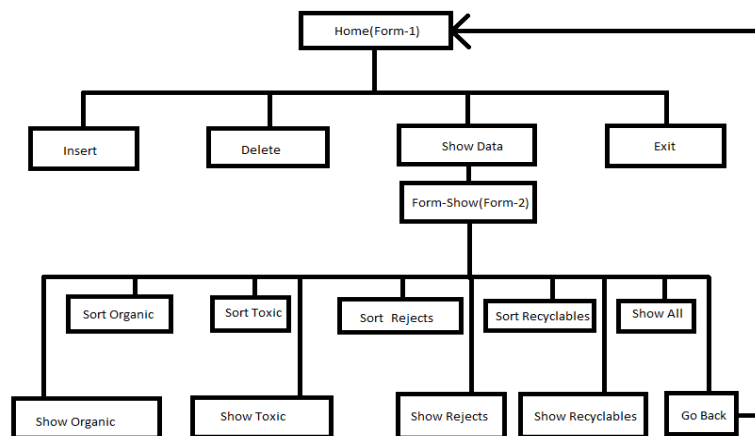 Home(Form-1)
Insert
Delete
Show Data
Exit
Form-Show(Form-2)
Sort Organic
Sort Toxic
Sort Rejects
Sort Recyclables
Show All
Show Organic
Show Toxic
Show Rejects
Show Recyclables
Go Back